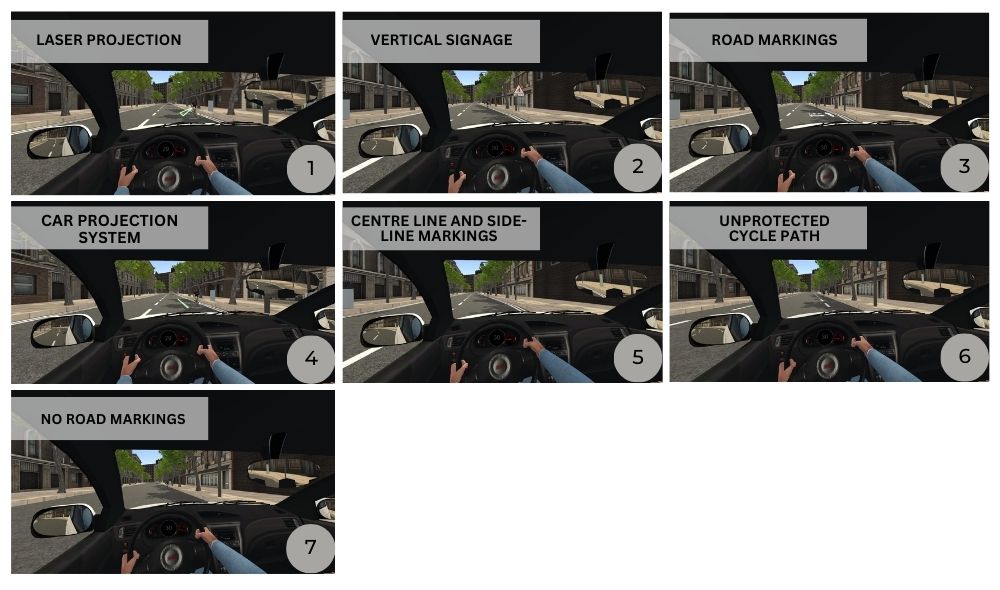 LASER PROJECTION
1
VERTICAL SIGNAGE
2
ROAD MARKINGS
3
CAR PROJECTION
SYSTEM
4
CENTRE LINE AND SIDE-
LINE MARKINGS
5
UNPROTECTED
CYCLE PATH
6
NO ROAD MARKINGS
7